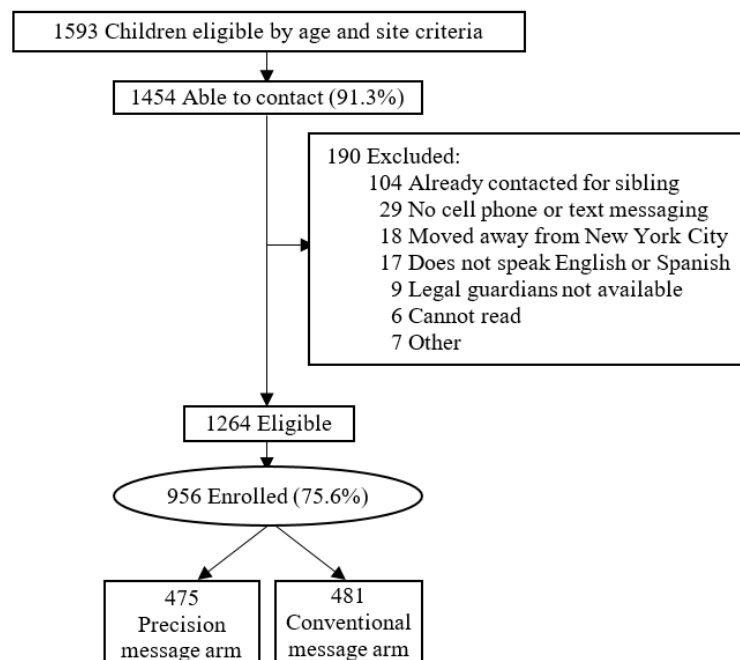 1593 Children eligible by age and site criteria
1454 Able to contact (91.3%)
190 Excluded:
104 Already contacted for sibling
29 No cell phone or text messaging
18 Moved away from New York City
17 Does not speak English or Spanish
9 Legal guardians not available
6 Cannot read
7 Other
1264 Eligible
956 Enrolled (75.6%)
475
Precision
message arm
481
Conventional
message arm